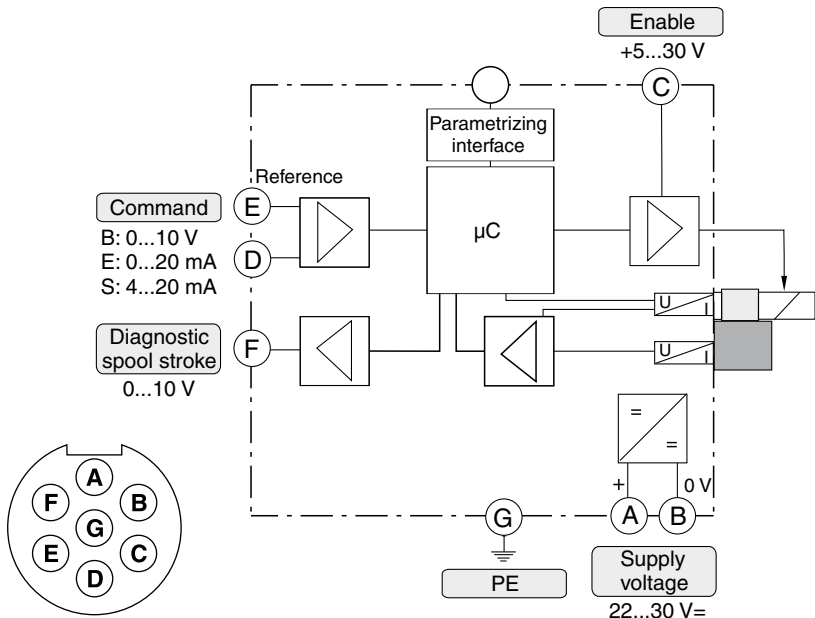 Enable
+5...30 V
C
Parametrizing
interface
Reference
Command
E
B: 0...10 V
E: 0...20 mA
S: 4...20 mA
D
µC
U
I
Diagnostic
spool stroke
0...10 V
F
U
I
=
=
+
0 V
G
A
B
PE
Supply
voltage
22...30 V=
A
F
B
G
E
C
D